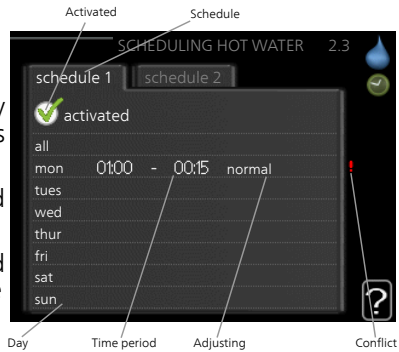 Activated Schedule
SCHEDULING HOT WATER 2.3
schedule 1 schedule 2
activated
all
mon 01:00 - 00:15 normal !
tues
wed
thur
fri
sat
sun
?
Day Time period Adjusting Conflict